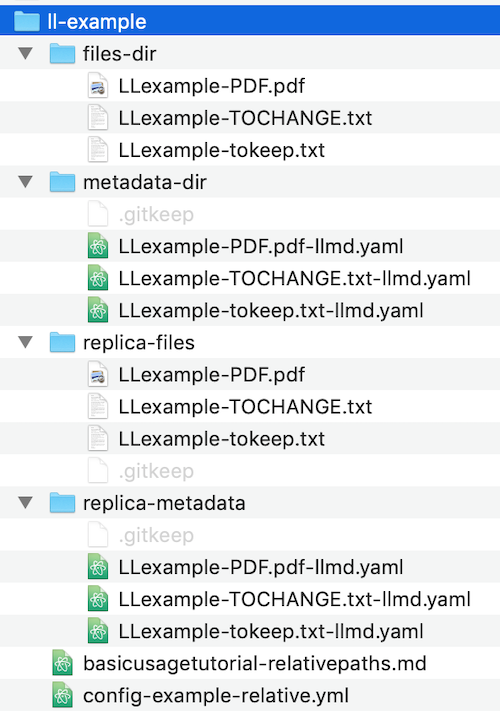 ll-example
files-dir
LLexample-PDF.pdf
LLexample-TOCHANGE.txt
LLexample-tokeep.txt
metadata-dir
.gitkeep
LLexample-PDF.pdf-llmd.yaml
LLexample-TOCHANGE.txt-llmd.yaml
LLexample-tokeep.txt-llmd.yaml
replica-files
LLexample-PDF.pdf
LLexample-TOCHANGE.txt
LLexample-tokeep.txt
.gitkeep
replica-metadata
.gitkeep
LLexample-PDF.pdf-llmd.yaml
LLexample-TOCHANGE.txt-llmd.yaml
LLexample-tokeep.txt-llmd.yaml
basicusagetutorial-relativepaths.md
config-example-relative.yml